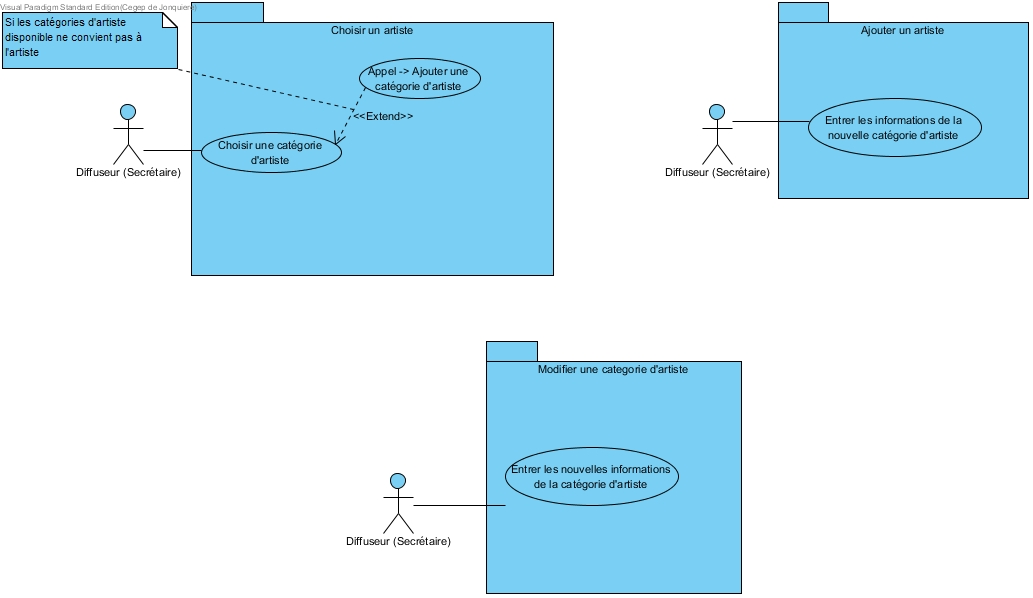 Visual Paradigm Standard Edition(Cegep de Jonquiere)
Si les catégories d'artiste
disponible ne convient pas à
l'artiste
Choisir un artiste
Appel -> Ajouter une
catégorie d'artiste
<<Extend>>
Choisir une catégorie
d'artiste
Diffuseur (Secrétaire)
Ajouter un artiste
Entrer les informations de la
nouvelle catégorie d'artiste
Diffuseur (Secrétaire)
Modifier une categorie d'artiste
Entrer les nouvelles informations
de la catégorie d'artiste
Diffuseur (Secrétaire)